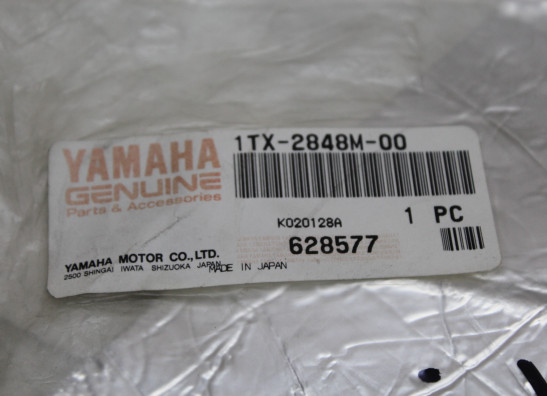 YAMAHA
GENUINE
Parts & Accessories
1TX-2848M-00
K020128A
1 PC
628577
YAMAHA MOTOR CO., LTD.
2500 SHINGAI IWATA SHIZUOKA JAPAN
MADE IN JAPAN